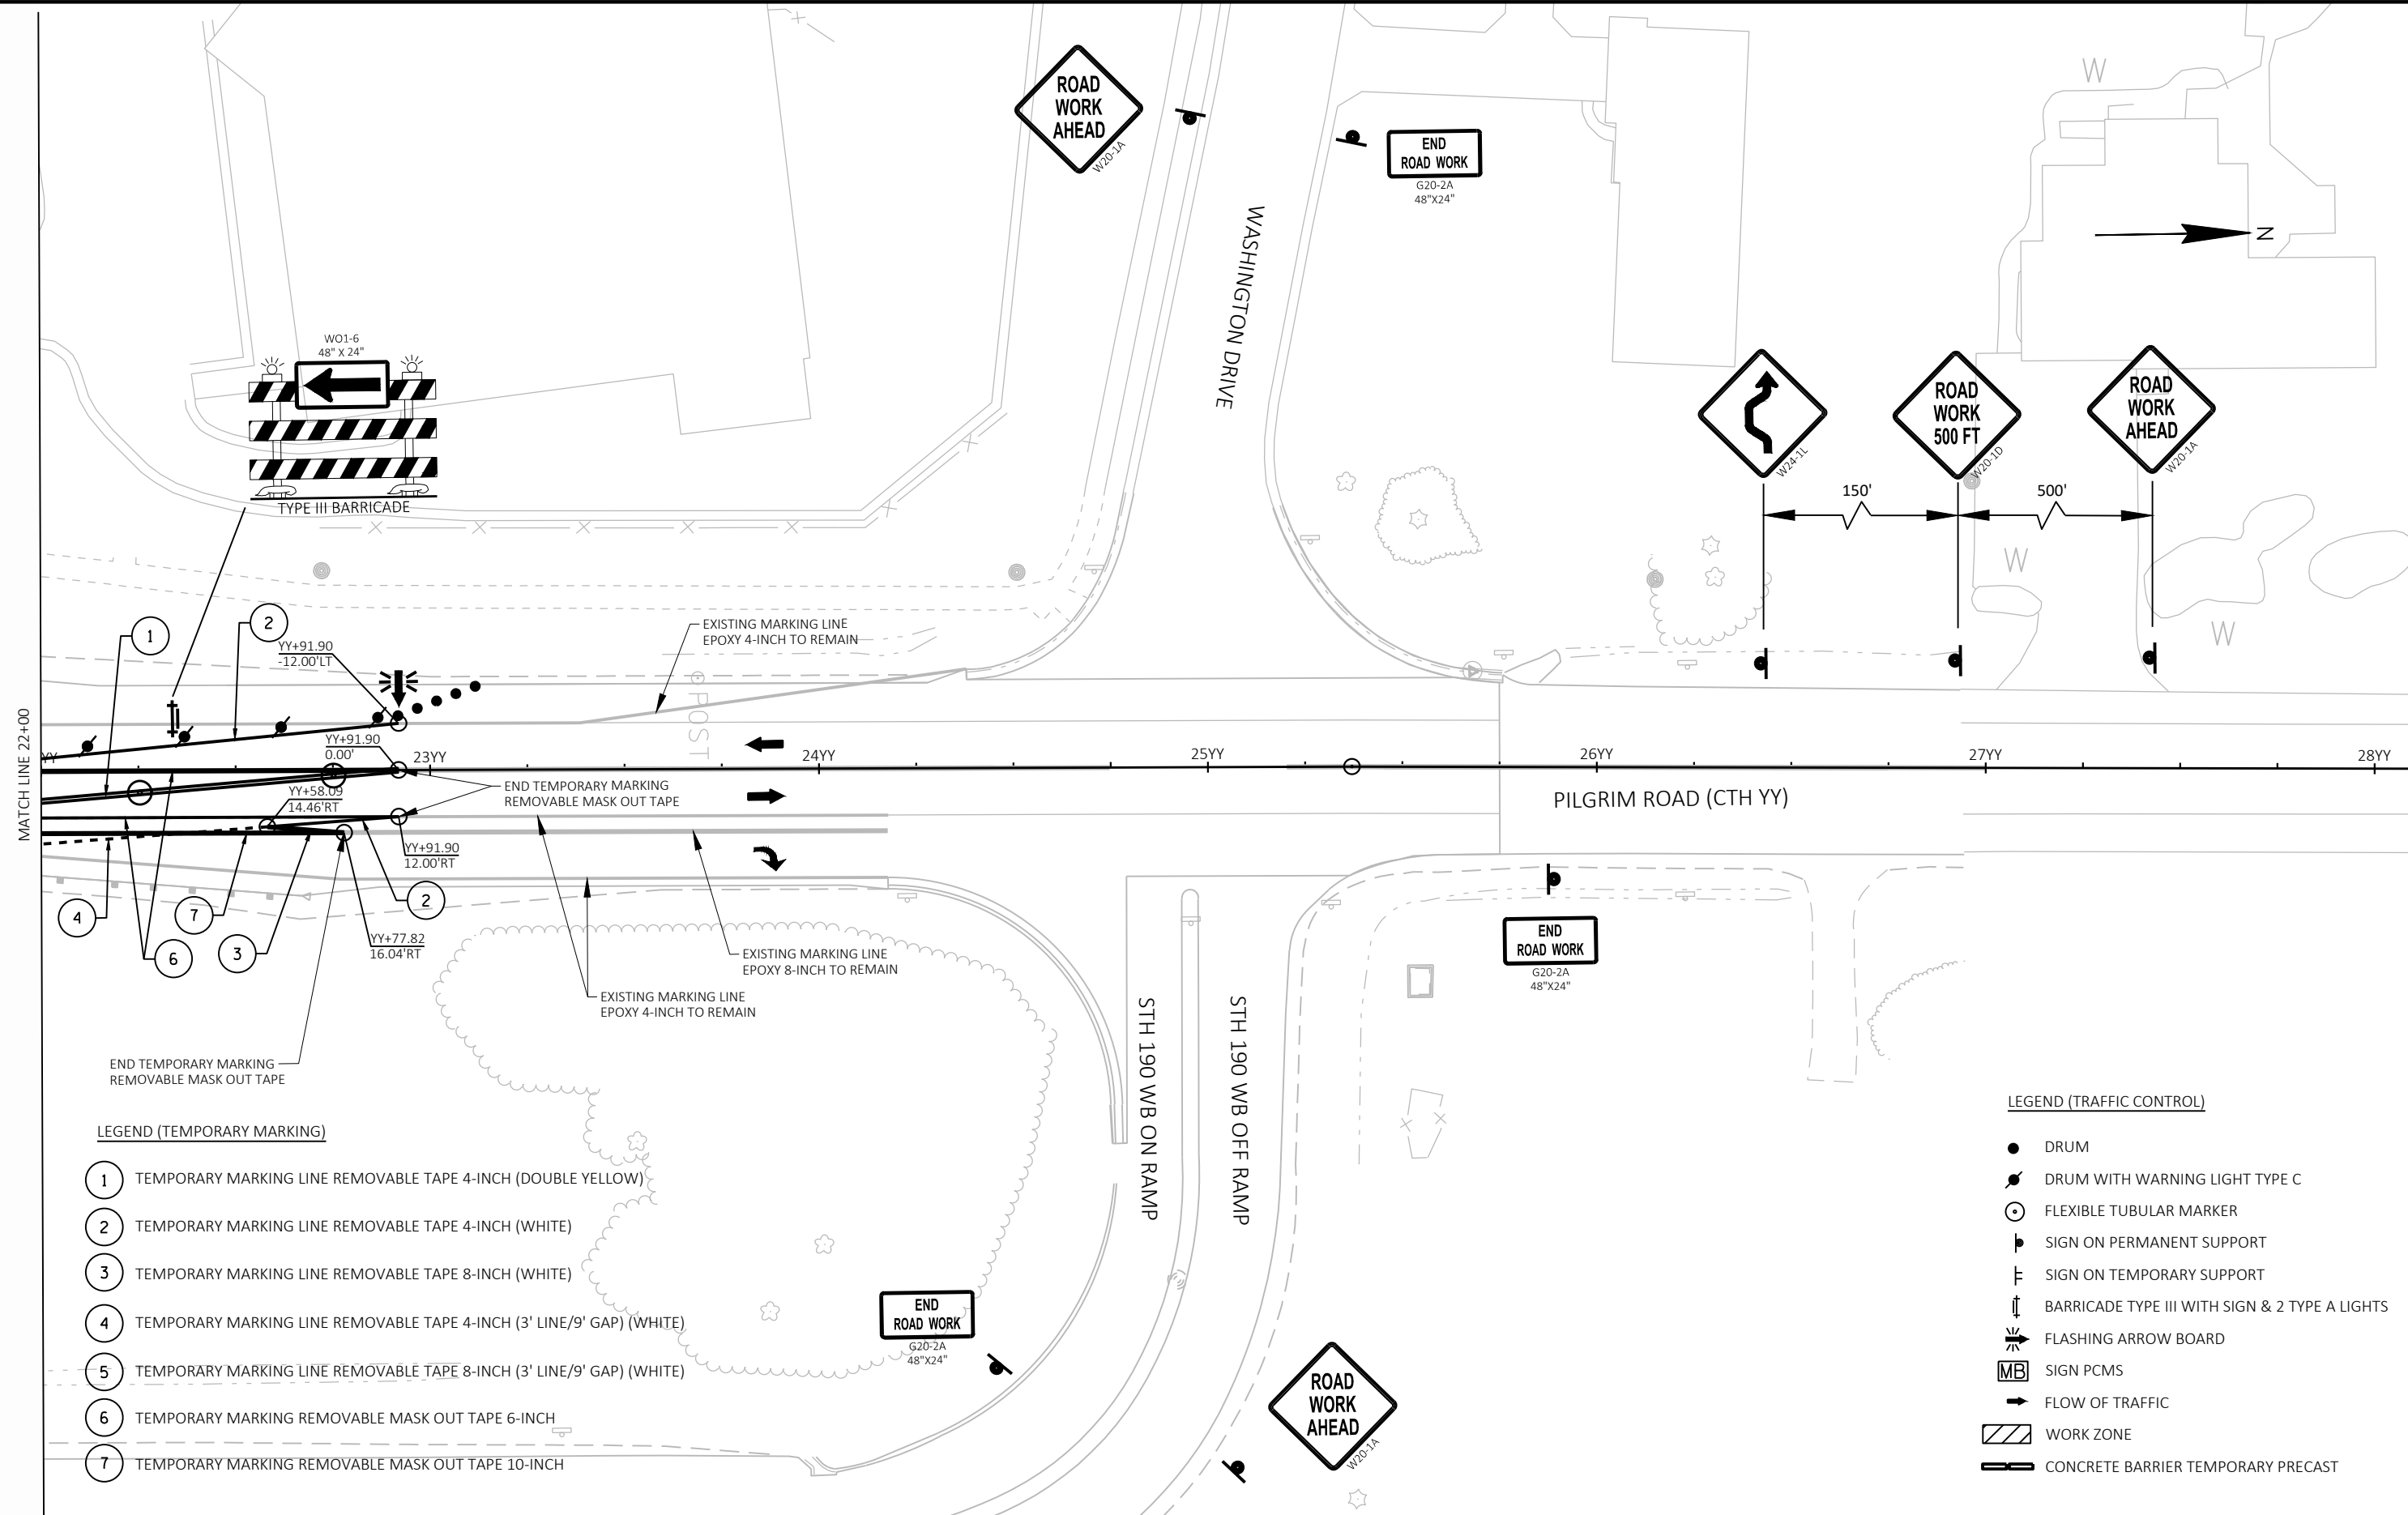 ROAD
WORK
AHEAD
W20-1A
END
ROAD WORK
G20-2A
48"X24"
WASHINGTON DRIVE
N
W
WO1-6
48" X 24"
TYPE III BARRICADE
ROAD
WORK
500 FT
W24-1L
W20-1D
ROAD
WORK
AHEAD
W20-1A
150'
500'
W
W
1
2
YY+91.90
-12.00'LT
EXISTING MARKING LINE
EPOXY 4-INCH TO REMAIN
POST
MATCH LINE 22+00
YY
YY+91.90
0.00'
23YY
24YY
25YY
26YY
27YY
28YY
END TEMPORARY MARKING
REMOVABLE MASK OUT TAPE
YY+58.09
14.46'RT
PILGRIM ROAD (CTH YY)
YY+91.90
12.00'RT
4
7
2
6
3
YY+77.82
16.04'RT
EXISTING MARKING LINE
EPOXY 8-INCH TO REMAIN
EXISTING MARKING LINE
EPOXY 4-INCH TO REMAIN
END
ROAD WORK
G20-2A
48"X24"
STH 190 WB ON RAMP
STH 190 WB OFF RAMP
END TEMPORARY MARKING
REMOVABLE MASK OUT TAPE
LEGEND (TEMPORARY MARKING)
1 TEMPORARY MARKING LINE REMOVABLE TAPE 4-INCH (DOUBLE YELLOW)
2 TEMPORARY MARKING LINE REMOVABLE TAPE 4-INCH (WHITE)
3 TEMPORARY MARKING LINE REMOVABLE TAPE 8-INCH (WHITE)
4 TEMPORARY MARKING LINE REMOVABLE TAPE 4-INCH (3' LINE/9' GAP) (WHITE)
5 TEMPORARY MARKING LINE REMOVABLE TAPE 8-INCH (3' LINE/9' GAP) (WHITE)
6 TEMPORARY MARKING REMOVABLE MASK OUT TAPE 6-INCH
7 TEMPORARY MARKING REMOVABLE MASK OUT TAPE 10-INCH
END
ROAD WORK
G20-2A
48"X24"
ROAD
WORK
AHEAD
W20-1A
LEGEND (TRAFFIC CONTROL)
DRUM
DRUM WITH WARNING LIGHT TYPE C
FLEXIBLE TUBULAR MARKER
SIGN ON PERMANENT SUPPORT
SIGN ON TEMPORARY SUPPORT
BARRICADE TYPE III WITH SIGN & 2 TYPE A LIGHTS
FLASHING ARROW BOARD
MB SIGN PCMS
FLOW OF TRAFFIC
WORK ZONE
CONCRETE BARRIER TEMPORARY PRECAST